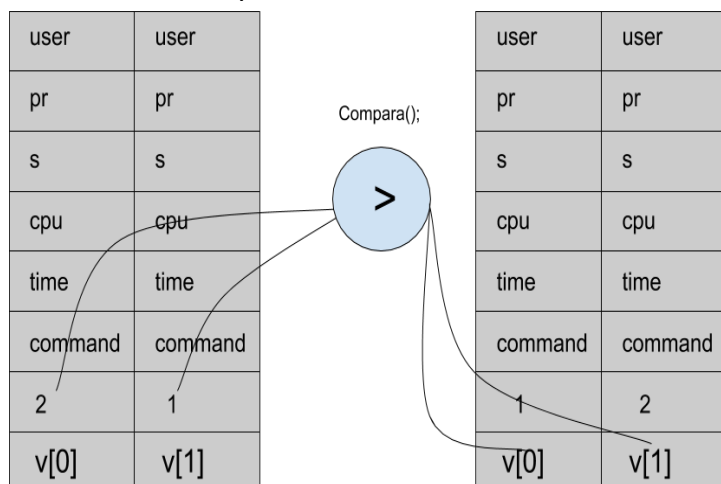 user user
pr pr
s s
cpu cpu
time time
command command
2 1
v[0] v[1]
Compara();
>
user user
pr pr
s s
cpu cpu
time time
command command
1 2
v[0] v[1]